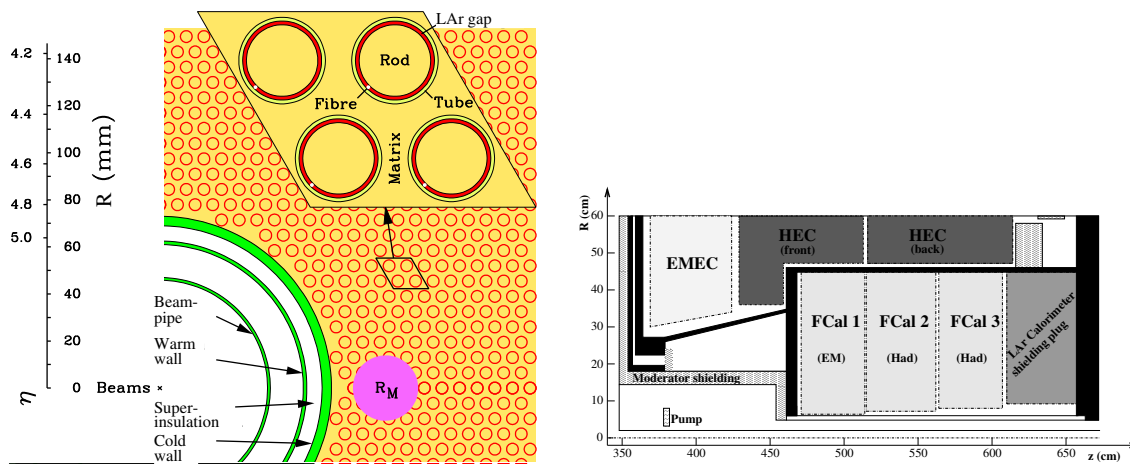 4.2
4.4
4.6
4.8
5.0
η
140
120
100
80
60
40
20
0
R (mm)
LAr gap
Rod
Fibre
Tube
Matrix
Beam-
pipe
Warm
wall
Beams ×
Super-
insulation
Cold
wall
RM
R (cm)
60
50
40
30
20
10
0
EMEC
HEC
(front)
HEC
(back)
FCal 1
(EM)
FCal 2
(Had)
FCal 3
(Had)
LAr Calorimeter
shielding plug
Moderator shielding
Pump
350
400
450
500
550
600
650
z (cm)